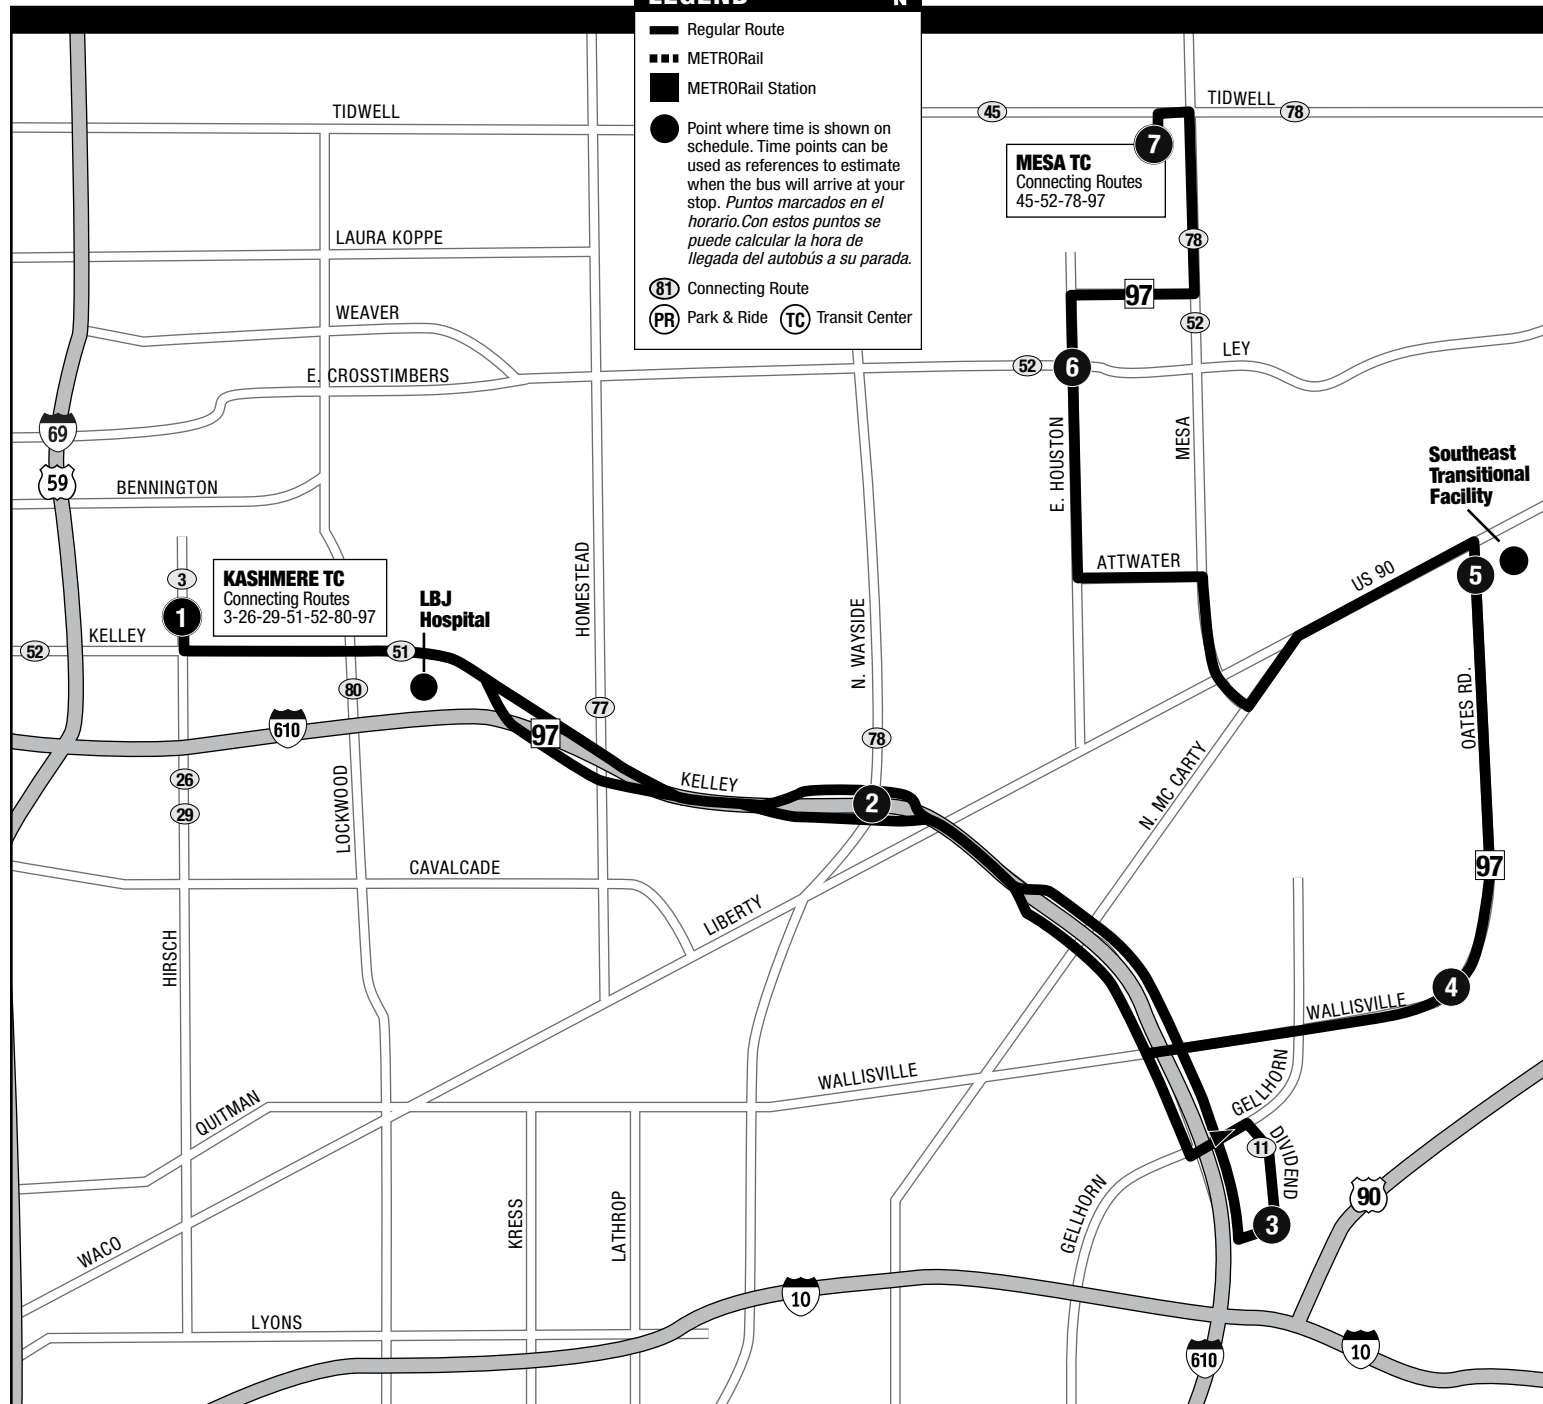 LEGEND
N
Regular Route
METRORail
METRORail Station
Point where time is shown on
schedule. Time points can be
used as references to estimate
when the bus will arrive at your
stop. Puntos marcados en el
horario.Con estos puntos se
puede calcular la hora de
llegada del autobús a su parada.
81 Connecting Route
PR Park & Ride TC Transit Center
TIDWELL
45
TIDWELL
78
7
MESA TC
Connecting Routes
45-52-78-97
LAURA KOPPE
78
97
WEAVER
52
LEY
52
6
E. CROSSTIMBERS
69
59
BENNINGTON
E. HOUSTON
MESA
Southeast
Transitional
Facility
3
KASHMERE TC
Connecting Routes
3-26-29-51-52-80-97
1
LBJ
Hospital
HOMESTEAD
N. WAYSIDE
ATTWATER
US 90
5
52
KELLEY
51
80
77
610
97
78
OATES RD.
26
29
LOCKWOOD
KELLEY
2
N. MC CARTY
97
CAVALCADE
LIBERTY
HIRSCH
4
WALLISVILLE
WALLISVILLE
QUITMAN
GELLHORN
11
DIVIDEND
GELLHORN
3
90
KRESS
LATHROP
WACO
10
LYONS
610
10